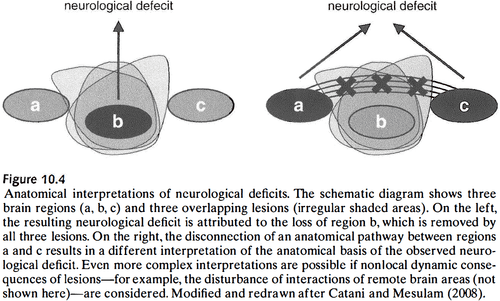 neurological defecit
neurological defecit
a
b
c
a
b
c
Figure 10.4
Anatomical interpretations of neurological deficits. The schematic diagram shows three
brain regions (a, b, c) and three overlapping lesions (irregular shaded areas). On the left,
the resulting neurological deficit is attributed to the loss of region b, which is removed by
all three lesions. On the right, the disconnection of an anatomical pathway between regions
a and c results in a different interpretation of the anatomical basis of the observed neuro-
logical deficit. Even more complex interpretations are possible if nonlocal dynamic conse-
quences of lesions—for example, the disturbance of interactions of remote brain areas (not
shown here)—are considered. Modified and redrawn after Catani and Mesulam (2008).